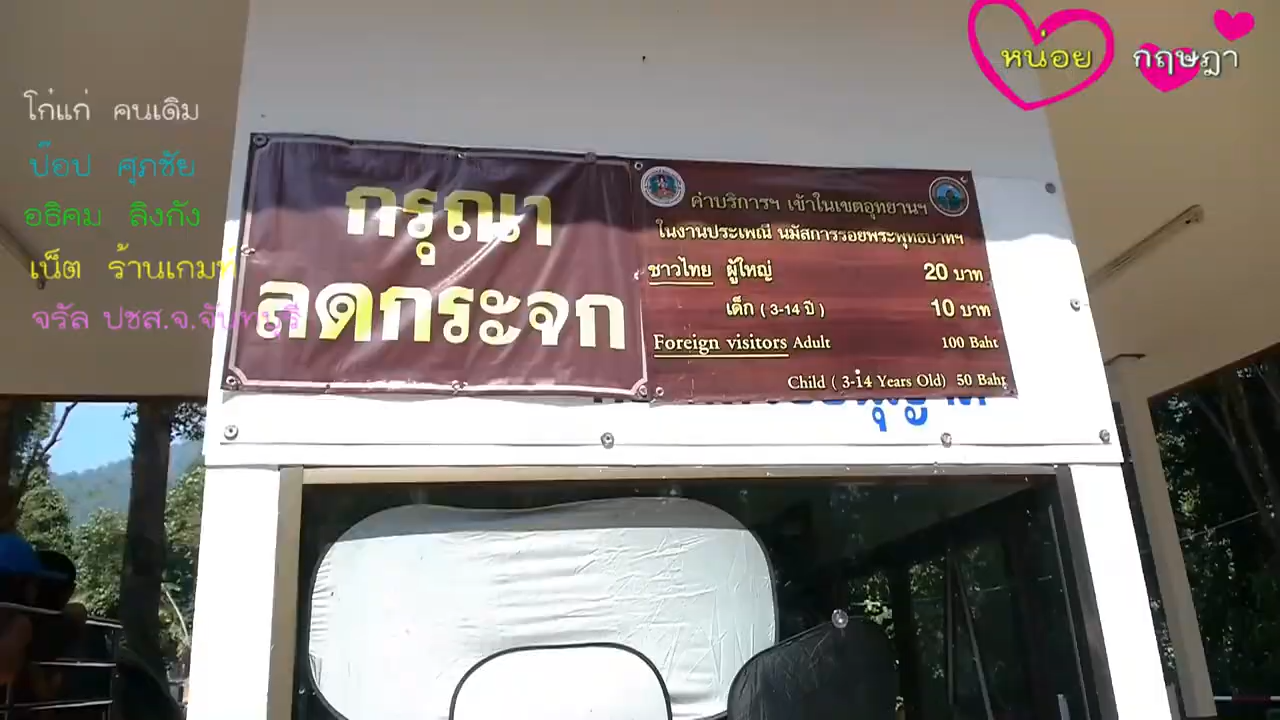 หน่อย กฤษฎา
โก๋แก่ คนเดิม
ป๊อป ศุภชัย
อธิคม ลิงกัง
เน็ต ร้านเกมท์
จรัล ปชส.จ.จันทบุรี
กรุณา
ลดกระจก
ค่าบริการฯ เข้าในเขตอุทยานฯ
ในงานประเพณี นมัสการรอยพระพุทธบาทฯ
ชาวไทย ผู้ใหญ่ 20 บาท
เด็ก ( 3-14 ปี ) 10 บาท
Foreign visitors Adult 100 Baht
Child ( 3-14 Years Old) 50 Baht